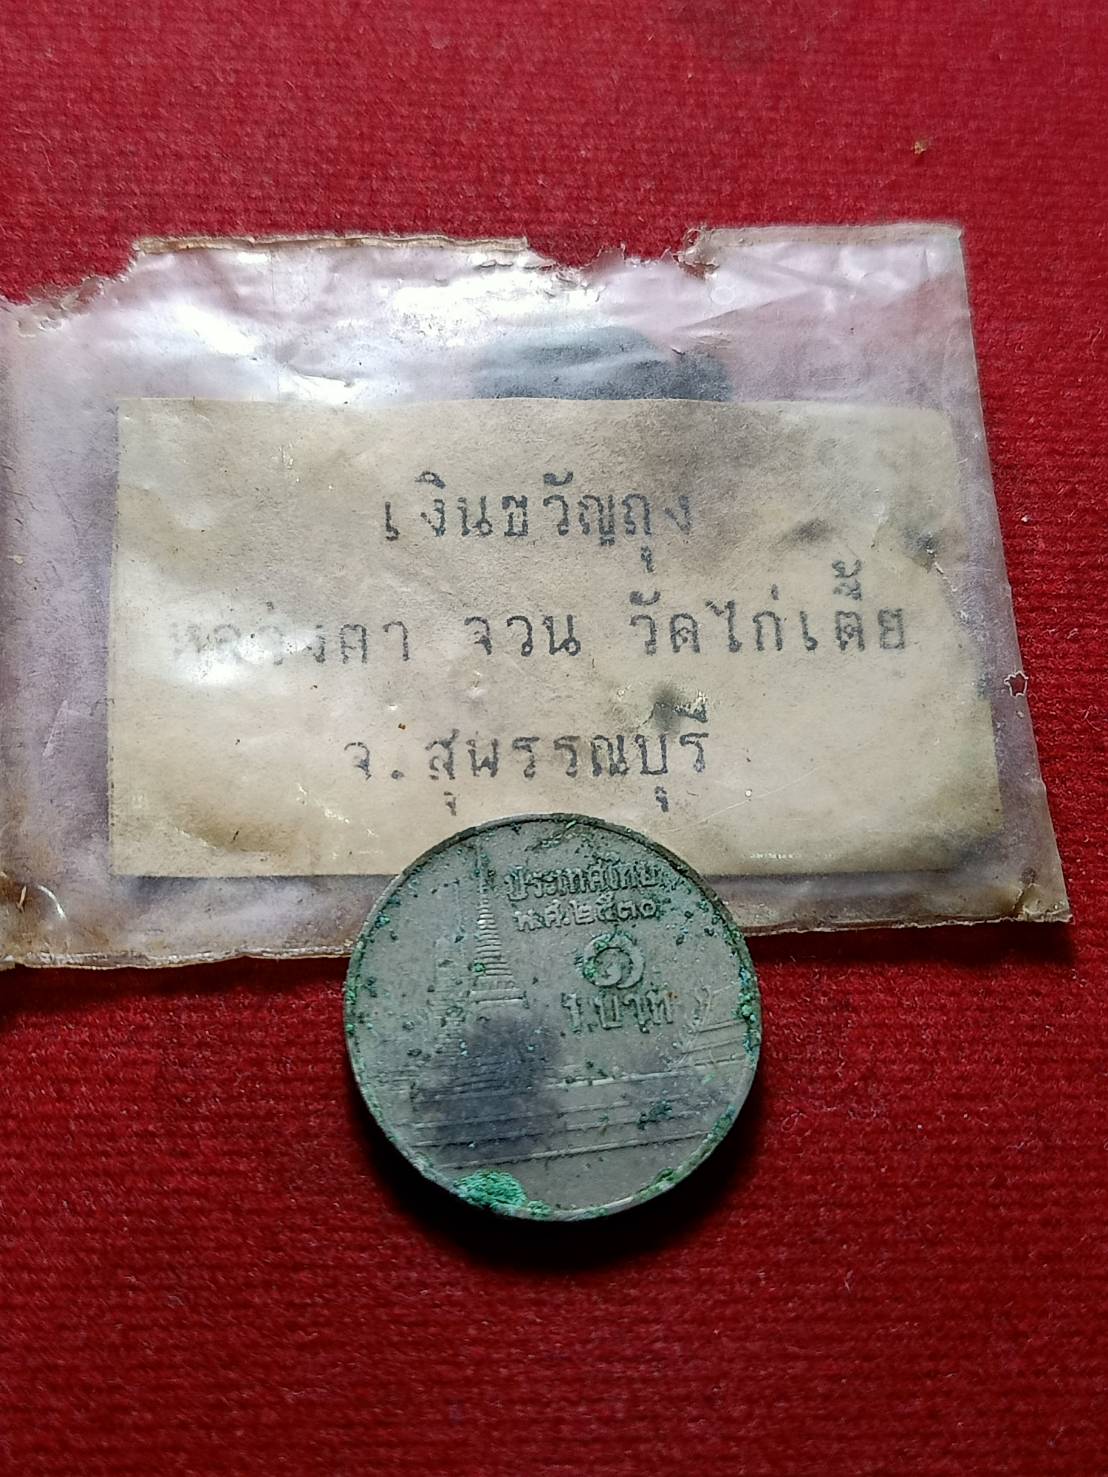 เงินขวัญถุง
หลวงตา จวน วัดไก่เตี้ย
จ.สุพรรณบุรี
ประเทศไทย
พ.ศ.๒๕๓๐
๑
1.บาท